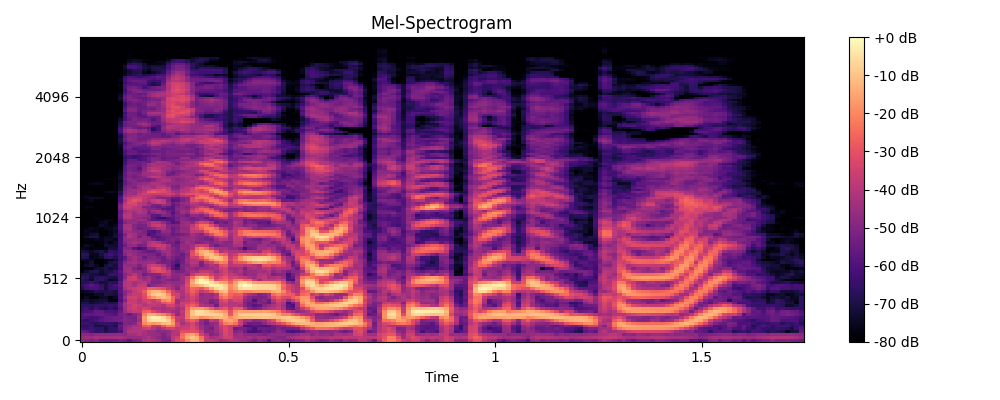 Mel-Spectrogram
+0 dB
-10 dB
-20 dB
-30 dB
-40 dB
-50 dB
-60 dB
-70 dB
-80 dB
Hz
4096
2048
1024
512
0
0
0.5
1
1.5
Time